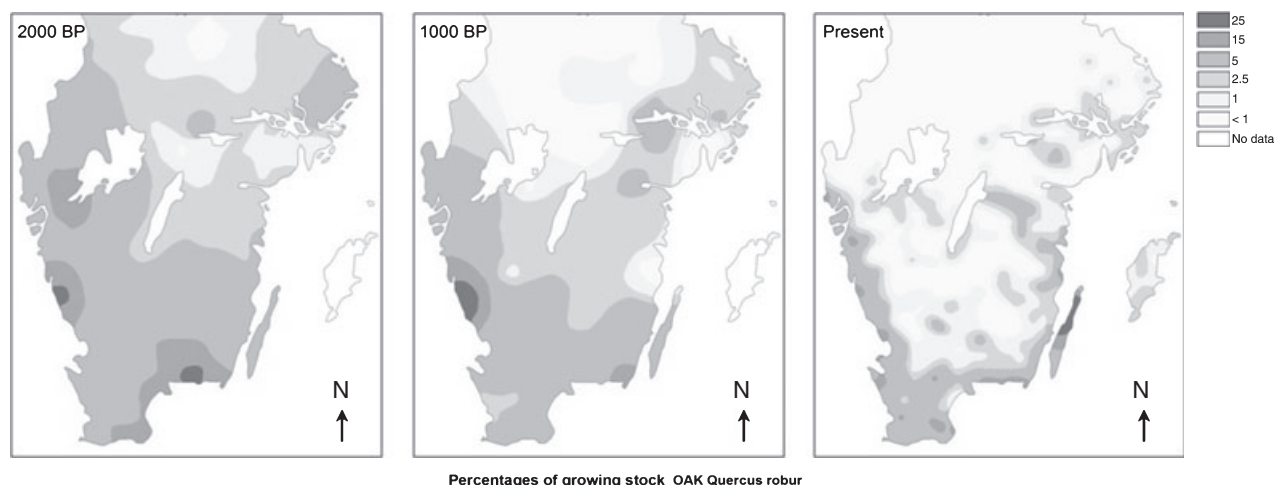 2000 BP
1000 BP
Present
25
15
5
2.5
1
< 1
No data
N
N
N
Percentages of growing stock OAK Quercus robur